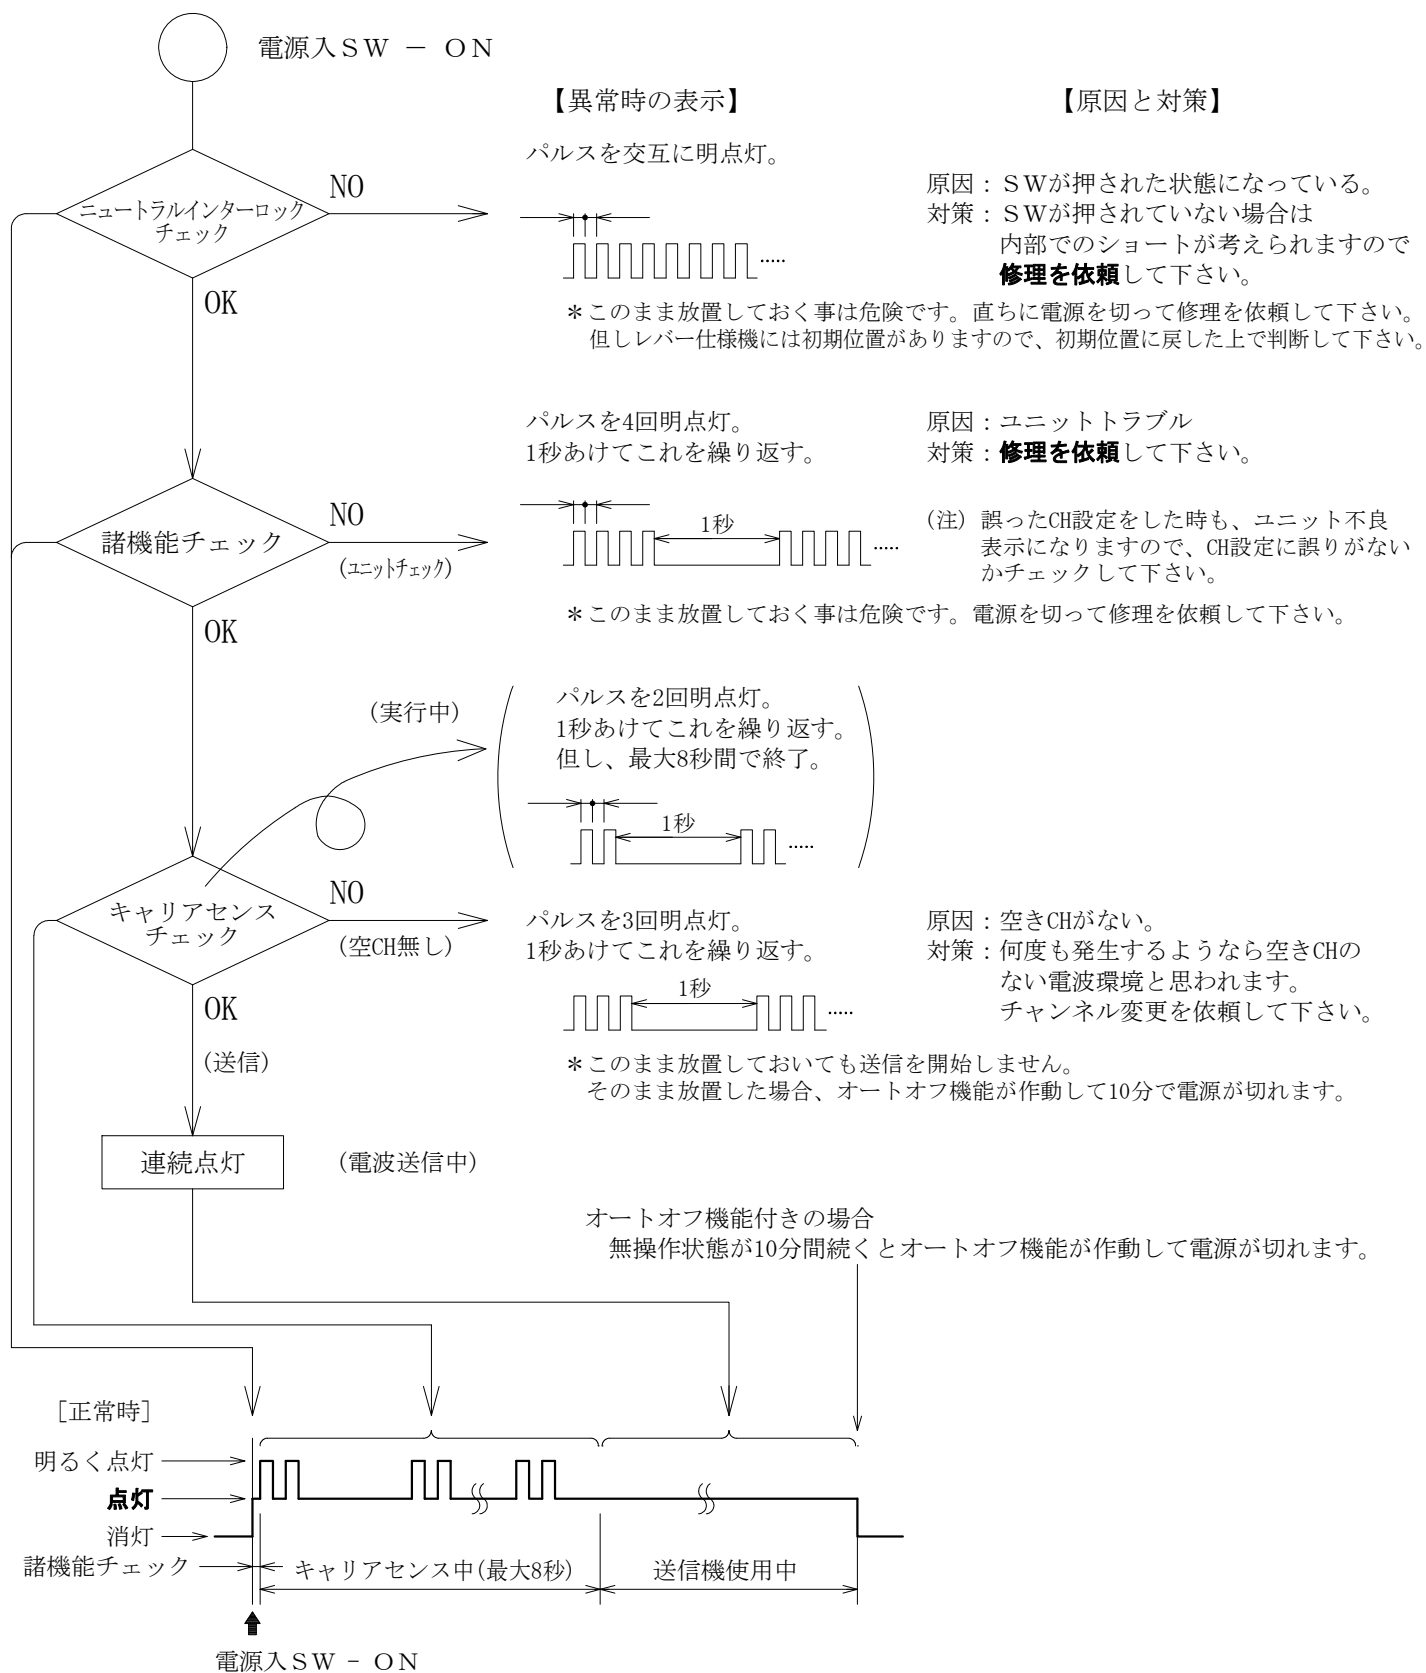 電源入ＳＷ － ＯＮ
【異常時の表示】
【原因と対策】
パルスを交互に明点灯。
ニュートラルインターロック
チェック
NO
OK
原因：ＳＷが押された状態になっている。
対策：ＳＷが押されていない場合は
内部でのショートが考えられますので
修理を依頼して下さい。
.....
＊このまま放置しておく事は危険です。直ちに電源を切って修理を依頼して下さい。
但しレバー仕様機には初期位置がありますので、初期位置に戻した上で判断して下さい。
パルスを4回明点灯。
1秒あけてこれを繰り返す。
原因：ユニットトラブル
対策：修理を依頼して下さい。
諸機能チェック
NO
(ユニットチェック)
OK
1秒
.....
(注) 誤ったCH設定をした時も、ユニット不良
表示になりますので、CH設定に誤りがない
かチェックして下さい。
＊このまま放置しておく事は危険です。電源を切って修理を依頼して下さい。
(実行中)
パルスを2回明点灯。
1秒あけてこれを繰り返す。
但し、最大8秒間で終了。
1秒
.....
キャリアセンス
チェック
NO
(空CH無し)
OK
(送信)
パルスを3回明点灯。
1秒あけてこれを繰り返す。
1秒
.....
原因：空きCHがない。
対策：何度も発生するようなら空きCHの
ない電波環境と思われます。
チャンネル変更を依頼して下さい。
＊このまま放置しておいても送信を開始しません。
そのまま放置した場合、オートオフ機能が作動して10分で電源が切れます。
連続点灯
(電波送信中)
オートオフ機能付きの場合
無操作状態が10分間続くとオートオフ機能が作動して電源が切れます。
[正常時]
明るく点灯
点灯
消灯
諸機能チェック
キャリアセンス中(最大8秒)
送信機使用中
電源入ＳＷ－ＯＮ